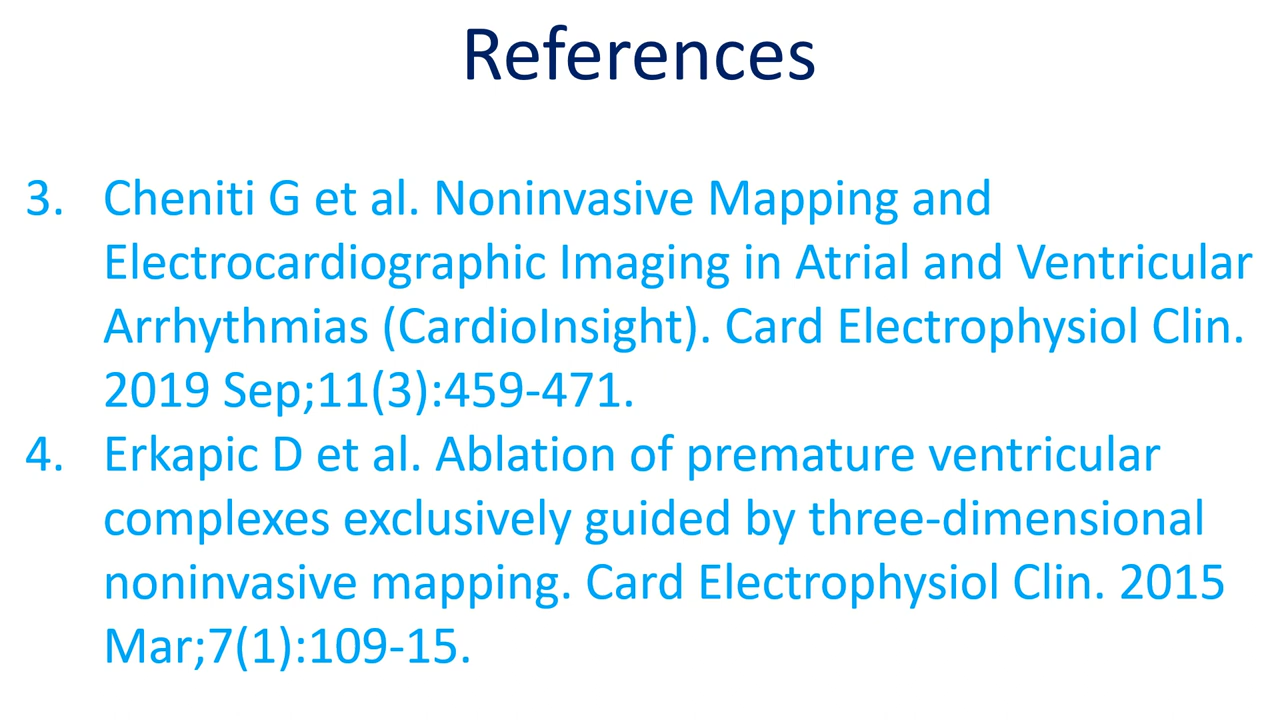 References
3. Cheniti G et al. Noninvasive Mapping and
Electrocardiographic Imaging in Atrial and Ventricular
Arrhythmias (CardioInsight). Card Electrophysiol Clin.
2019 Sep;11(3):459-471.
4. Erkapic D et al. Ablation of premature ventricular
complexes exclusively guided by three-dimensional
noninvasive mapping. Card Electrophysiol Clin. 2015
Mar;7(1):109-15.